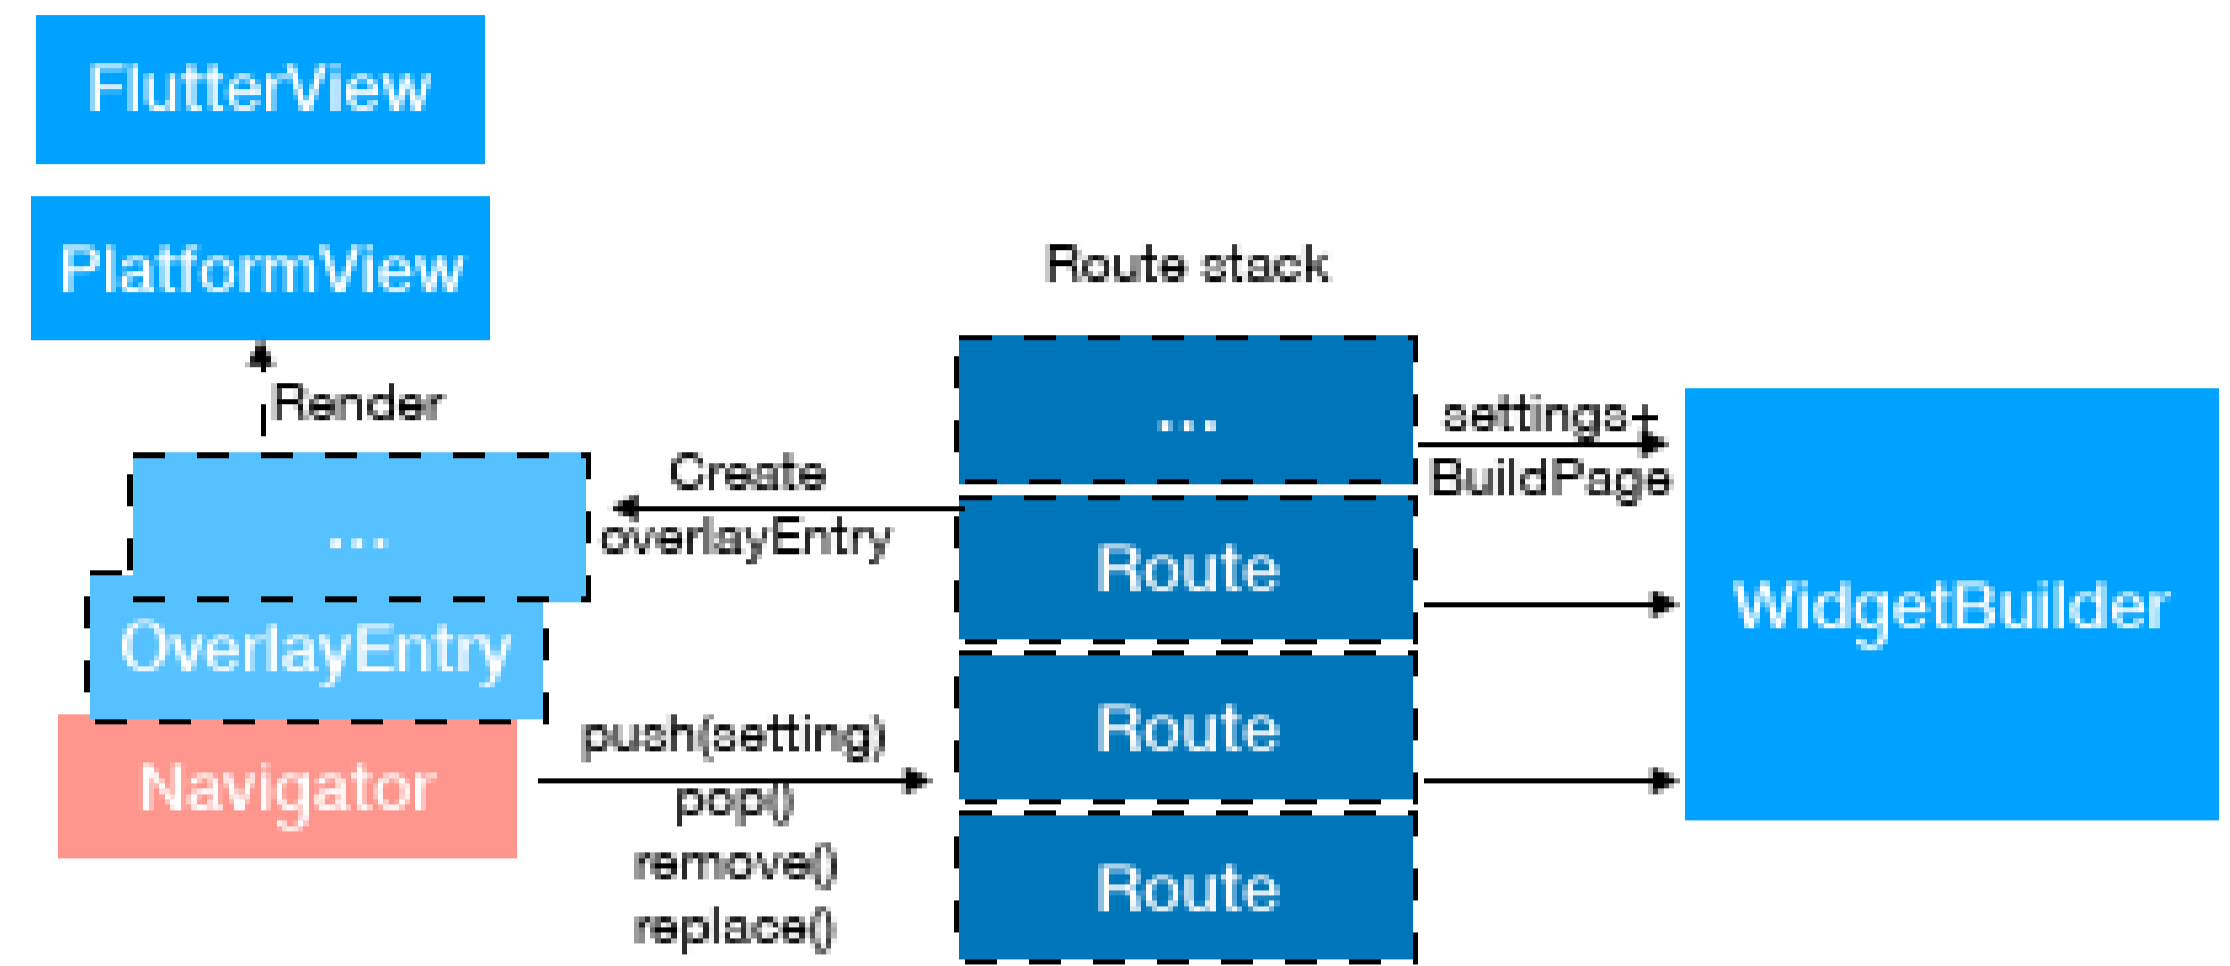 FlutterView
PlatformView
Render
...
OverlayEntry
Navigator
Create
overlayEntry
push(setting)
pop()
remove()
replace()
Route stack
...
Route
Route
Route
settings+
BuildPage
WidgetBuilder